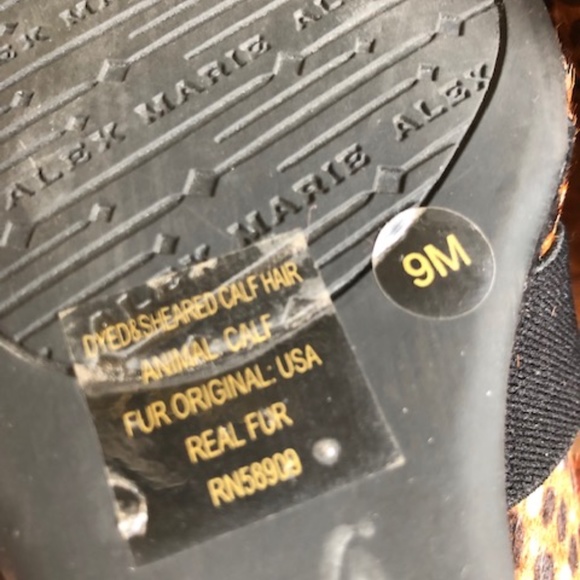 ALEX MARIE ALEX
ALEX MARIE ALEX
ALEX MARIE
9M
DYED&SHEARED CALF HAIR
ANIMAL: CALF
FUR ORIGINAL: USA
REAL FUR
RN58909